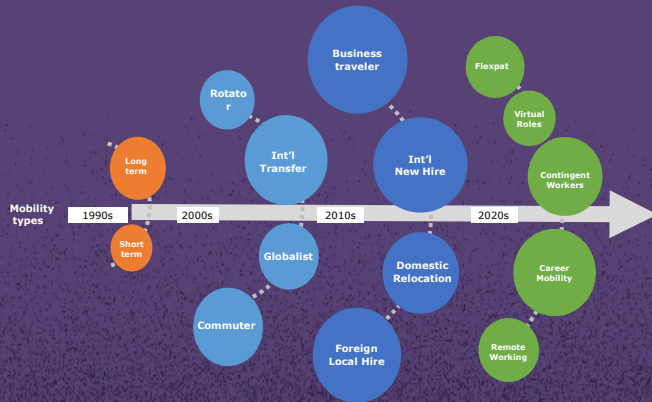 Business
traveler
Flexpat
Rotato
r
Virtual
Roles
Int'l
Transfer
Long
term
Int'l
New Hire
Contingent
Workers
Mobility
types
1990s
2000s
2010s
2020s
Short
term
Globalist
Domestic
Relocation
Career
Mobility
Commuter
Foreign
Local Hire
Remote
Working